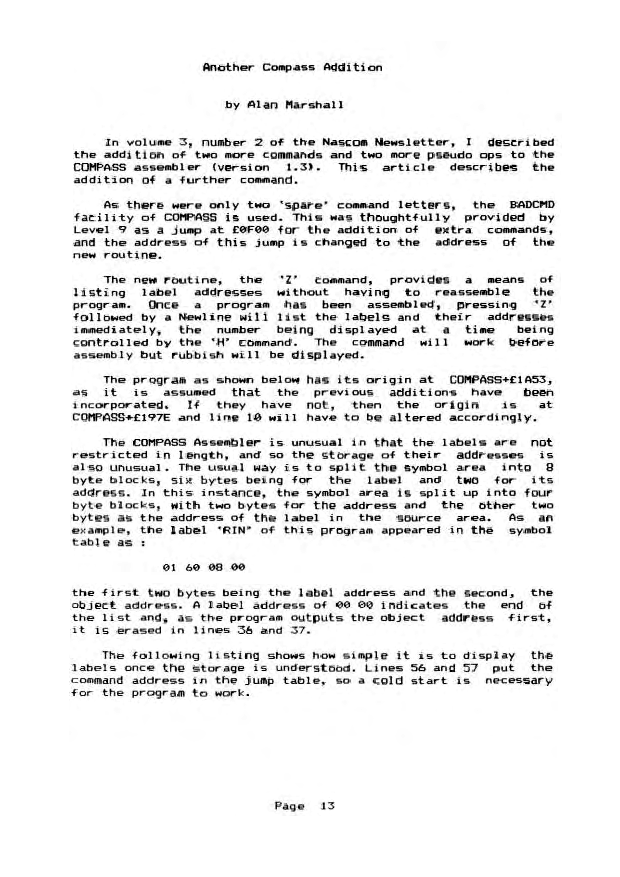 Another Compass Addition
by Alan Marshall
In volume 3, number 2 of the Nascom Newsletter, I described
the addition of two more commands and two more pseudo ops to the
COMPASS assembler (version 1.3). This article describes the
addition of a further command.
As there were only two 'spare' command letters, the BADCMD
facility of COMPASS is used. This was thoughtfully provided by
Level 9 as a jump at £0F00 for the addition of extra commands,
and the address of this jump is changed to the address of the
new routine.
The new routine, the 'Z' command, provides a means of
listing label addresses without having to reassemble the
program. Once a program has been assembled, pressing 'Z'
followed by a Newline will list the labels and their addresses
immediately, the number being displayed at a time being
controlled by the 'H' command. The command will work before
assembly but rubbish will be displayed.
The program as shown below has its origin at COMPASS+£1A53,
as it is assumed that the previous additions have been
incorporated. If they have not, then the origin is at
COMPASS+£197E and line 10 will have to be altered accordingly.
The COMPASS Assembler is unusual in that the labels are not
restricted in length, and so the storage of their addresses is
also unusual. The usual way is to split the symbol area into 8
byte blocks, six bytes being for the label and two for its
address. In this instance, the symbol area is split up into four
byte blocks, with two bytes for the address and the other two
bytes as the address of the label in the source area. As an
example, the label 'RIN' of this program appeared in the symbol
table as :
01 60 08 00
the first two bytes being the label address and the second, the
object address. A label address of 00 00 indicates the end of
the list and, as the program outputs the object address first,
it is erased in lines 36 and 37.
The following listing shows how simple it is to display the
labels once the storage is understood. Lines 56 and 57 put the
command address in the jump table, so a cold start is necessary
for the program to work.
Page 13